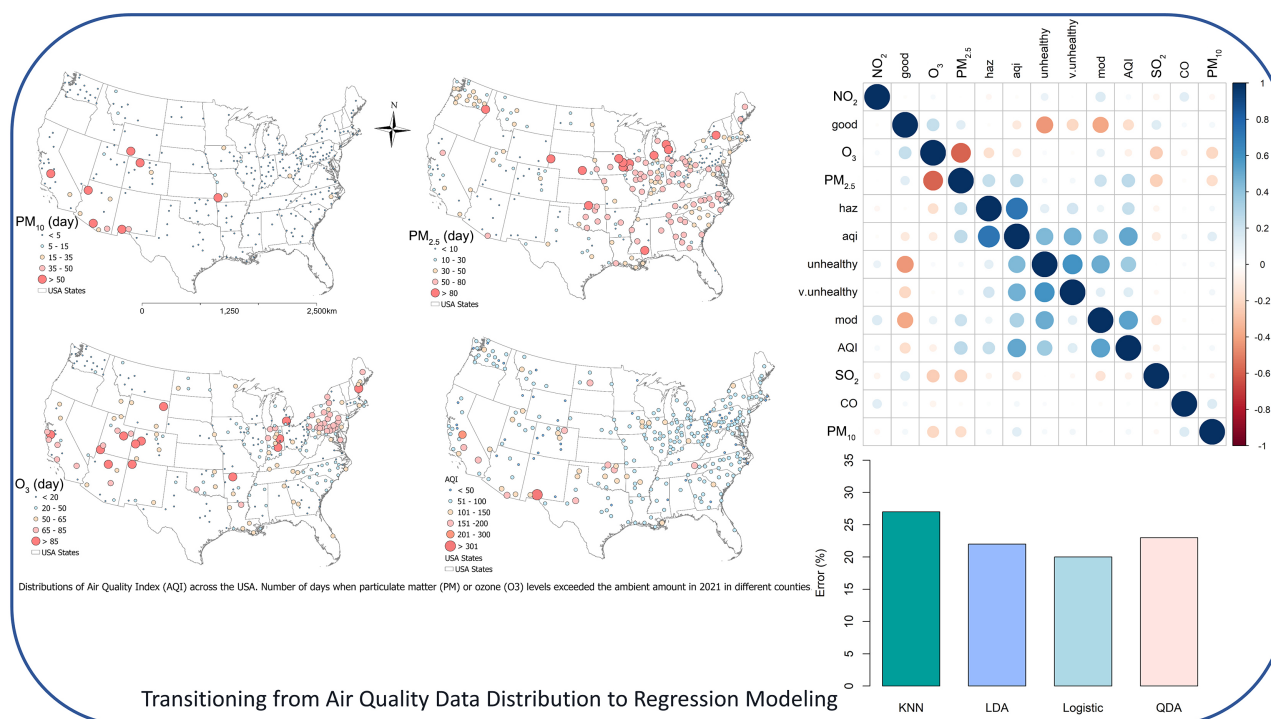 N
PM10 (day)
< 5
5 - 15
15 - 35
35 - 50
> 50
USA States
0 1,250 2,500km
PM2.5 (day)
< 10
10 - 30
30 - 50
50 - 80
> 80
USA States
O3 (day)
< 20
20 - 50
50 - 65
65 - 85
> 85
USA States
AQI
< 50
51 - 100
101 - 150
151 -200
201 - 300
> 301
USA States
USA States
Distributions of Air Quality Index (AQI) across the USA. Number of days when particulate matter (PM) or ozone (O3) levels exceeded the ambient amount in 2021 in different counties
Transitioning from Air Quality Data Distribution to Regression Modeling
NO2 good O3 PM2.5 haz aqi unhealthy v.unhealthy mod AQI SO2 CO PM10
NO2
good
O3
PM2.5
haz
aqi
unhealthy
v.unhealthy
mod
AQI
SO2
CO
PM10
1
0.8
0.6
0.4
0.2
0
-0.2
-0.4
-0.6
-0.8
-1
Error (%)
35
30
25
20
15
10
5
0
KNN LDA Logistic QDA